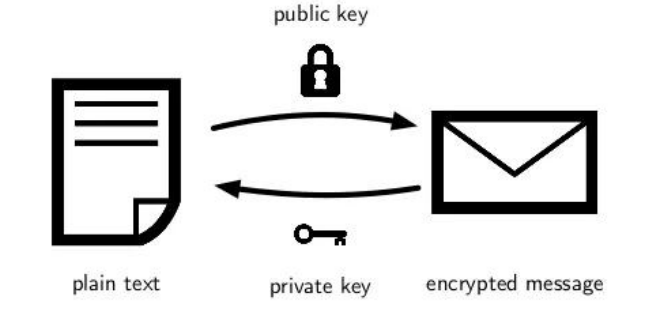 public key
plain text
private key
encrypted message